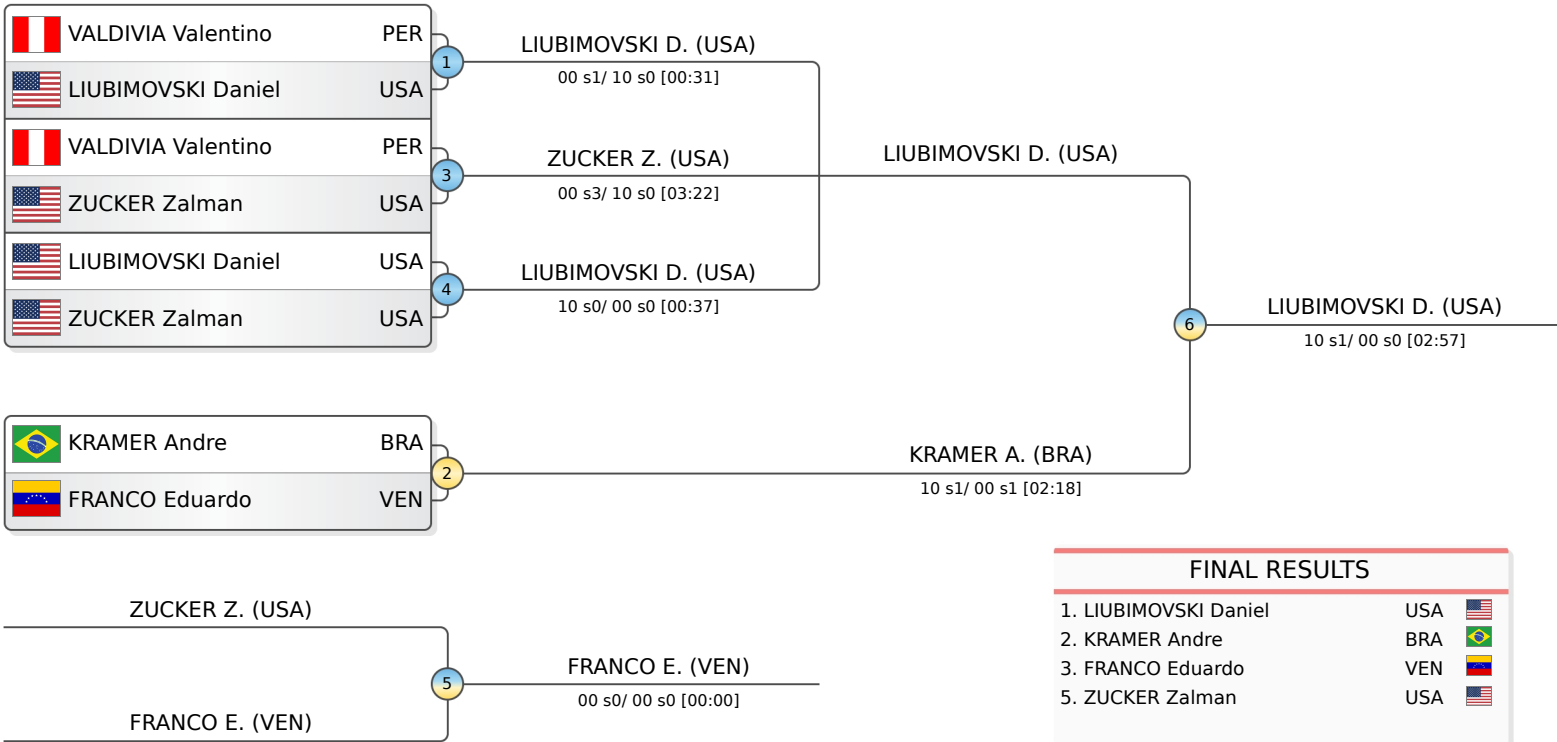 VALDIVIA Valentino PER
LIUBIMOVSKI Daniel USA
1
LIUBIMOVSKI D. (USA)
00 s1/ 10 s0 [00:31]
VALDIVIA Valentino PER
ZUCKER Zalman USA
3
ZUCKER Z. (USA)
00 s3/ 10 s0 [03:22]
LIUBIMOVSKI Daniel USA
ZUCKER Zalman USA
4
LIUBIMOVSKI D. (USA)
10 s0/ 00 s0 [00:37]
LIUBIMOVSKI D. (USA)
KRAMER Andre BRA
FRANCO Eduardo VEN
2
KRAMER A. (BRA)
10 s1/ 00 s1 [02:18]
6
LIUBIMOVSKI D. (USA)
10 s1/ 00 s0 [02:57]
ZUCKER Z. (USA)
FRANCO E. (VEN)
5
FRANCO E. (VEN)
00 s0/ 00 s0 [00:00]
FINAL RESULTS
1. LIUBIMOVSKI Daniel USA
2. KRAMER Andre BRA
3. FRANCO Eduardo VEN
5. ZUCKER Zalman USA